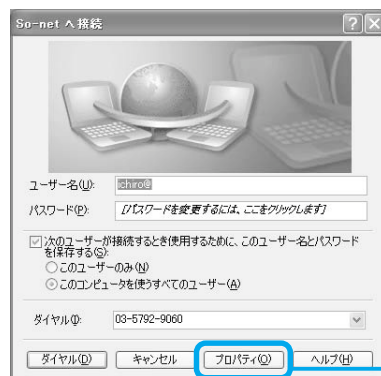 So-net へ接続
ユーザー名(U): ichiro@
パスワード(P): [パスワードを変更するには、ここをクリックします]
次のユーザーが接続するとき使用するために、このユーザー名とパスワード
を保存する(S):
このユーザーのみ(N)
このコンピュータを使うすべてのユーザー(A)
ダイヤル(I): 03-5792-9060
ダイヤル(D) キャンセル プロパティ(O) ヘルプ(H)